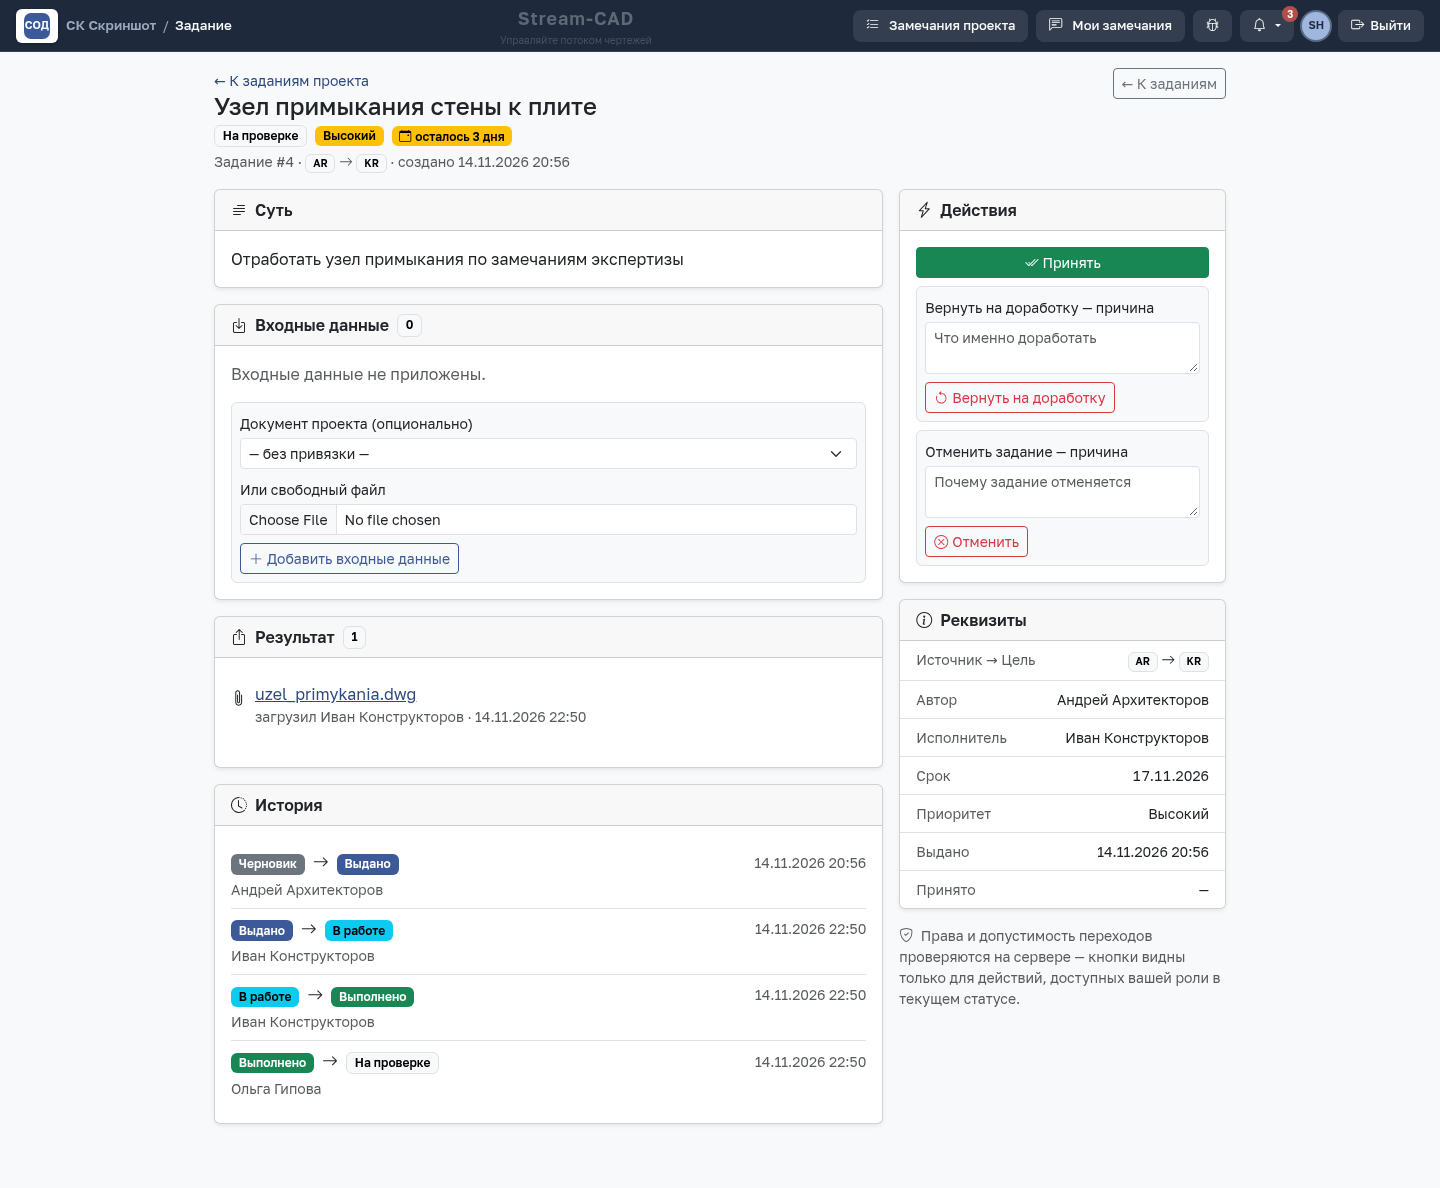 СОД СК Скриншот / Задание
Stream-CAD
Управляйте потоком чертежей
Замечания проекта
Мои замечания
3
SH
Выйти
← К заданиям проекта
← К заданиям
Узел примыкания стены к плите
На проверке Высокий осталось 3 дня
Задание #4 · AR → KR · создано 14.11.2026 20:56
Суть
Отработать узел примыкания по замечаниям экспертизы
Входные данные 0
Входные данные не приложены.
Документ проекта (опционально)
— без привязки —
Или свободный файл
Choose File No file chosen
+ Добавить входные данные
Результат 1
uzel_primykania.dwg
загрузил Иван Конструкторов · 14.11.2026 22:50
История
Черновик → Выдано 14.11.2026 20:56
Андрей Архитекторов
Выдано → В работе 14.11.2026 22:50
Иван Конструкторов
В работе → Выполнено 14.11.2026 22:50
Иван Конструкторов
Выполнено → На проверке 14.11.2026 22:50
Ольга Гипова
Действия
Принять
Вернуть на доработку — причина
Что именно доработать
Вернуть на доработку
Отменить задание — причина
Почему задание отменяется
Отменить
Реквизиты
Источник → Цель AR → KR
Автор Андрей Архитекторов
Исполнитель Иван Конструкторов
Срок 17.11.2026
Приоритет Высокий
Выдано 14.11.2026 20:56
Принято —
Права и допустимость переходов
проверяются на сервере — кнопки видны
только для действий, доступных вашей роли в
текущем статусе.